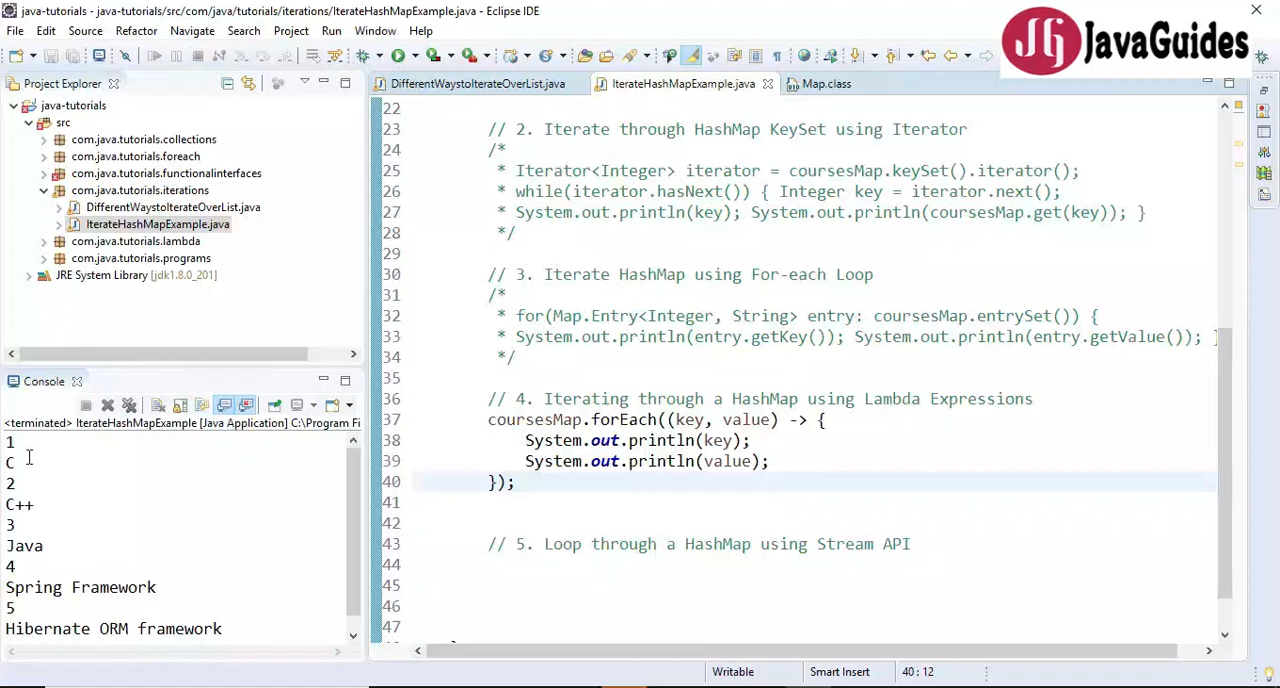 java-tutorials - java-tutorials/src/com/java/tutorials/iterations/IterateHashMapExample.java - Eclipse IDE
JG JavaGuides
File Edit Source Refactor Navigate Search Project Run Window Help
Project Explorer
java-tutorials
src
com.java.tutorials.collections
com.java.tutorials.foreach
com.java.tutorials.functionalinterfaces
com.java.tutorials.iterations
DifferentWaystoIterateOverList.java
IterateHashMapExample.java
com.java.tutorials.lambda
com.java.tutorials.programs
JRE System Library [jdk1.8.0_201]
Console
<terminated> IterateHashMapExample [Java Application] C:\Program Fi
1
C
2
C++
3
Java
4
Spring Framework
5
Hibernate ORM framework
DifferentWaystoIterateOverList.java IterateHashMapExample.java Map.class
22
23 // 2. Iterate through HashMap KeySet using Iterator
24 /*
25 * Iterator<Integer> iterator = coursesMap.keySet().iterator();
26 * while(iterator.hasNext()) { Integer key = iterator.next();
27 * System.out.println(key); System.out.println(coursesMap.get(key)); }
28 */
29
30 // 3. Iterate HashMap using For-each Loop
31 /*
32 * for(Map.Entry<Integer, String> entry: coursesMap.entrySet()) {
33 * System.out.println(entry.getKey()); System.out.println(entry.getValue()); }
34 */
35
36 // 4. Iterating through a HashMap using Lambda Expressions
37 coursesMap.forEach((key, value) -> {
38 System.out.println(key);
39 System.out.println(value);
40 });
41
42
43 // 5. Loop through a HashMap using Stream API
44
45
46
47
Writable Smart Insert 40 : 12